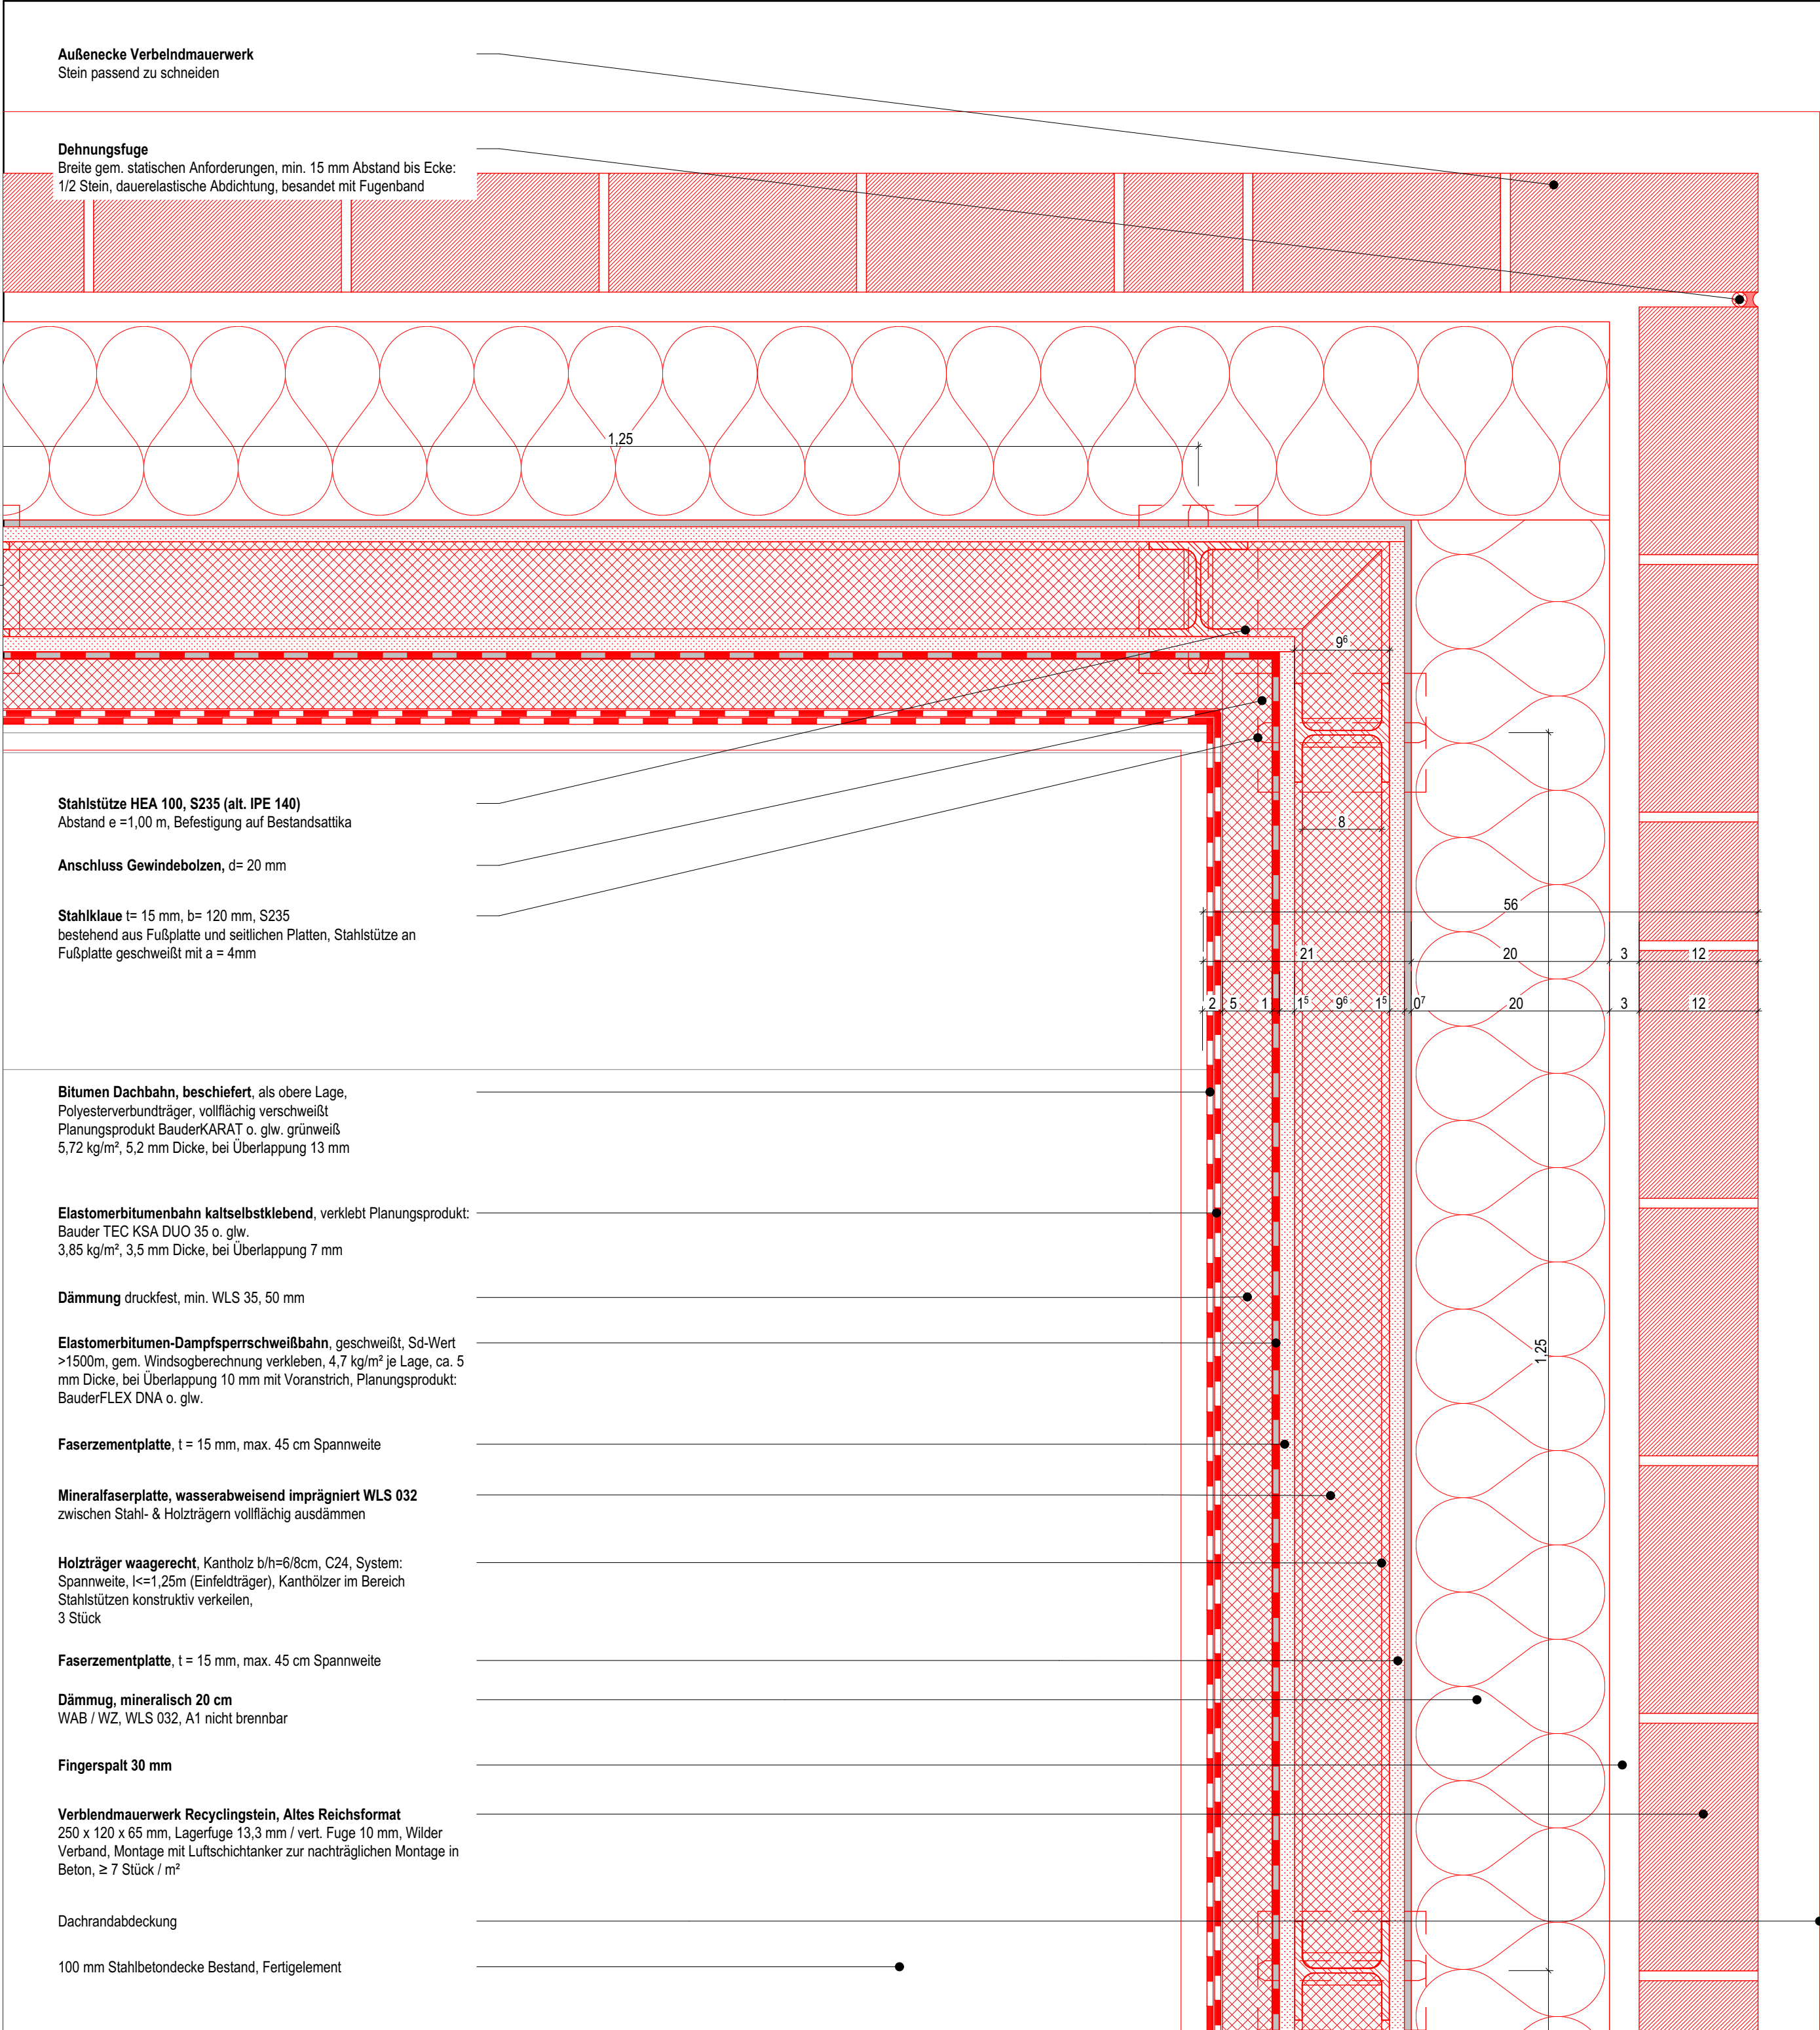 Außenecke Verbelndmauerwerk
Stein passend zu schneiden
Dehnungsfuge
Breite gem. statischen Anforderungen, min. 15 mm Abstand bis Ecke:
1/2 Stein, dauerelastische Abdichtung, besandet mit Fugenband
1,25
9⁶
Stahlstütze HEA 100, S235 (alt. IPE 140)
Abstand e =1,00 m, Befestigung auf Bestandsattika
8
Anschluss Gewindebolzen, d= 20 mm
Stahlklaue t= 15 mm, b= 120 mm, S235
bestehend aus Fußplatte und seitlichen Platten, Stahlstütze an
Fußplatte geschweißt mit a = 4mm
56
21 20 3 12
2 5 1 1⁵ 9⁶ 1⁵ 0⁷ 20 3 12
Bitumen Dachbahn, beschiefert, als obere Lage,
Polyesterverbundträger, vollflächig verschweißt
Planungsprodukt BauderKARAT o. glw. grünweiß
5,72 kg/m², 5,2 mm Dicke, bei Überlappung 13 mm
Elastomerbitumenbahn kaltselbstklebend, verklebt Planungsprodukt:
Bauder TEC KSA DUO 35 o. glw.
3,85 kg/m², 3,5 mm Dicke, bei Überlappung 7 mm
Dämmung druckfest, min. WLS 35, 50 mm
Elastomerbitumen-Dampfsperrschweißbahn, geschweißt, Sd-Wert
>1500m, gem. Windsogberechnung verkleben, 4,7 kg/m² je Lage, ca. 5
mm Dicke, bei Überlappung 10 mm mit Voranstrich, Planungsprodukt:
BauderFLEX DNA o. glw.
1,25
Faserzementplatte, t = 15 mm, max. 45 cm Spannweite
Mineralfaserplatte, wasserabweisend imprägniert WLS 032
zwischen Stahl- & Holzträgern vollflächig ausdämmen
Holzträger waagerecht, Kantholz b/h=6/8cm, C24, System:
Spannweite, l<=1,25m (Einfeldträger), Kanthölzer im Bereich
Stahlstützen konstruktiv verkeilen,
3 Stück
Faserzementplatte, t = 15 mm, max. 45 cm Spannweite
Dämmug, mineralisch 20 cm
WAB / WZ, WLS 032, A1 nicht brennbar
Fingerspalt 30 mm
Verblendmauerwerk Recyclingstein, Altes Reichsformat
250 x 120 x 65 mm, Lagerfuge 13,3 mm / vert. Fuge 10 mm, Wilder
Verband, Montage mit Luftschichtanker zur nachträglichen Montage in
Beton, ≥ 7 Stück / m²
Dachrandabdeckung
100 mm Stahlbetondecke Bestand, Fertigelement